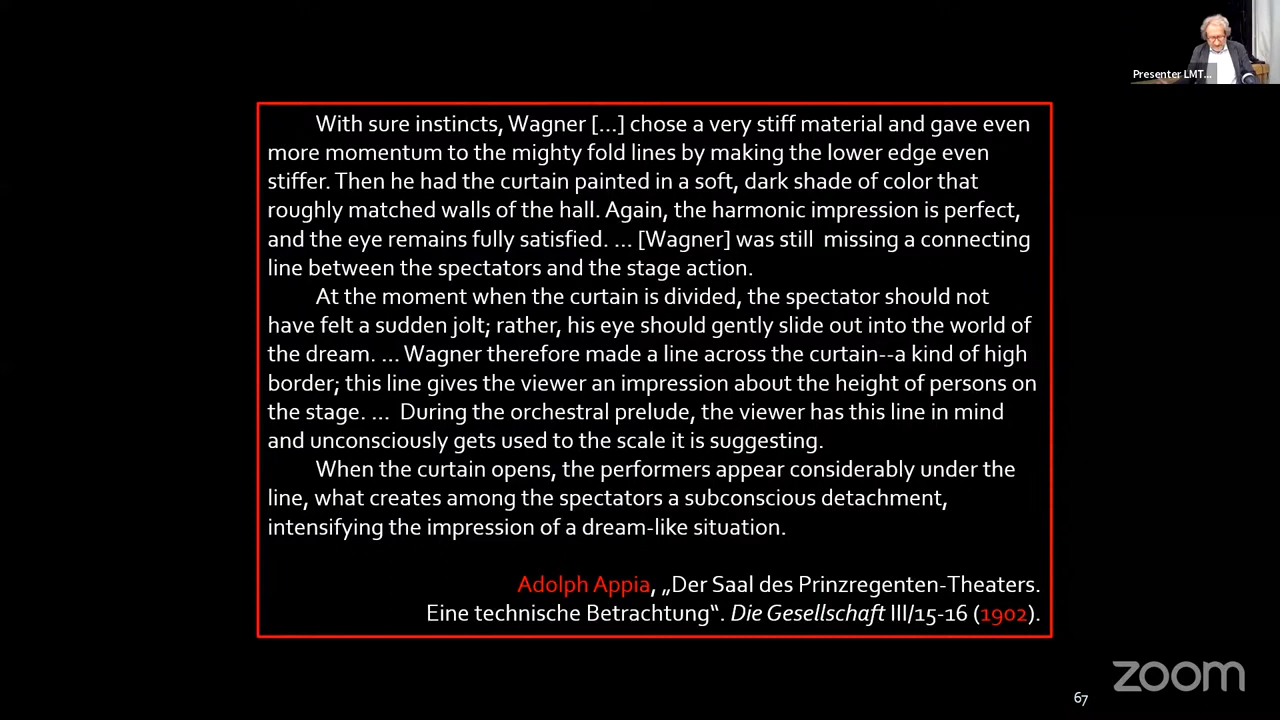 Presenter LMT...
With sure instincts, Wagner [...] chose a very stiff material and gave even
more momentum to the mighty fold lines by making the lower edge even
stiffer. Then he had the curtain painted in a soft, dark shade of color that
roughly matched walls of the hall. Again, the harmonic impression is perfect,
and the eye remains fully satisfied. ... [Wagner] was still missing a connecting
line between the spectators and the stage action.
At the moment when the curtain is divided, the spectator should not
have felt a sudden jolt; rather, his eye should gently slide out into the world of
the dream. ... Wagner therefore made a line across the curtain--a kind of high
border; this line gives the viewer an impression about the height of persons on
the stage. ... During the orchestral prelude, the viewer has this line in mind
and unconsciously gets used to the scale it is suggesting.
When the curtain opens, the performers appear considerably under the
line, what creates among the spectators a subconscious detachment,
intensifying the impression of a dream-like situation.
Adolph Appia, „Der Saal des Prinzregenten-Theaters.
Eine technische Betrachtung“. Die Gesellschaft III/15-16 (1902).
zoom
67